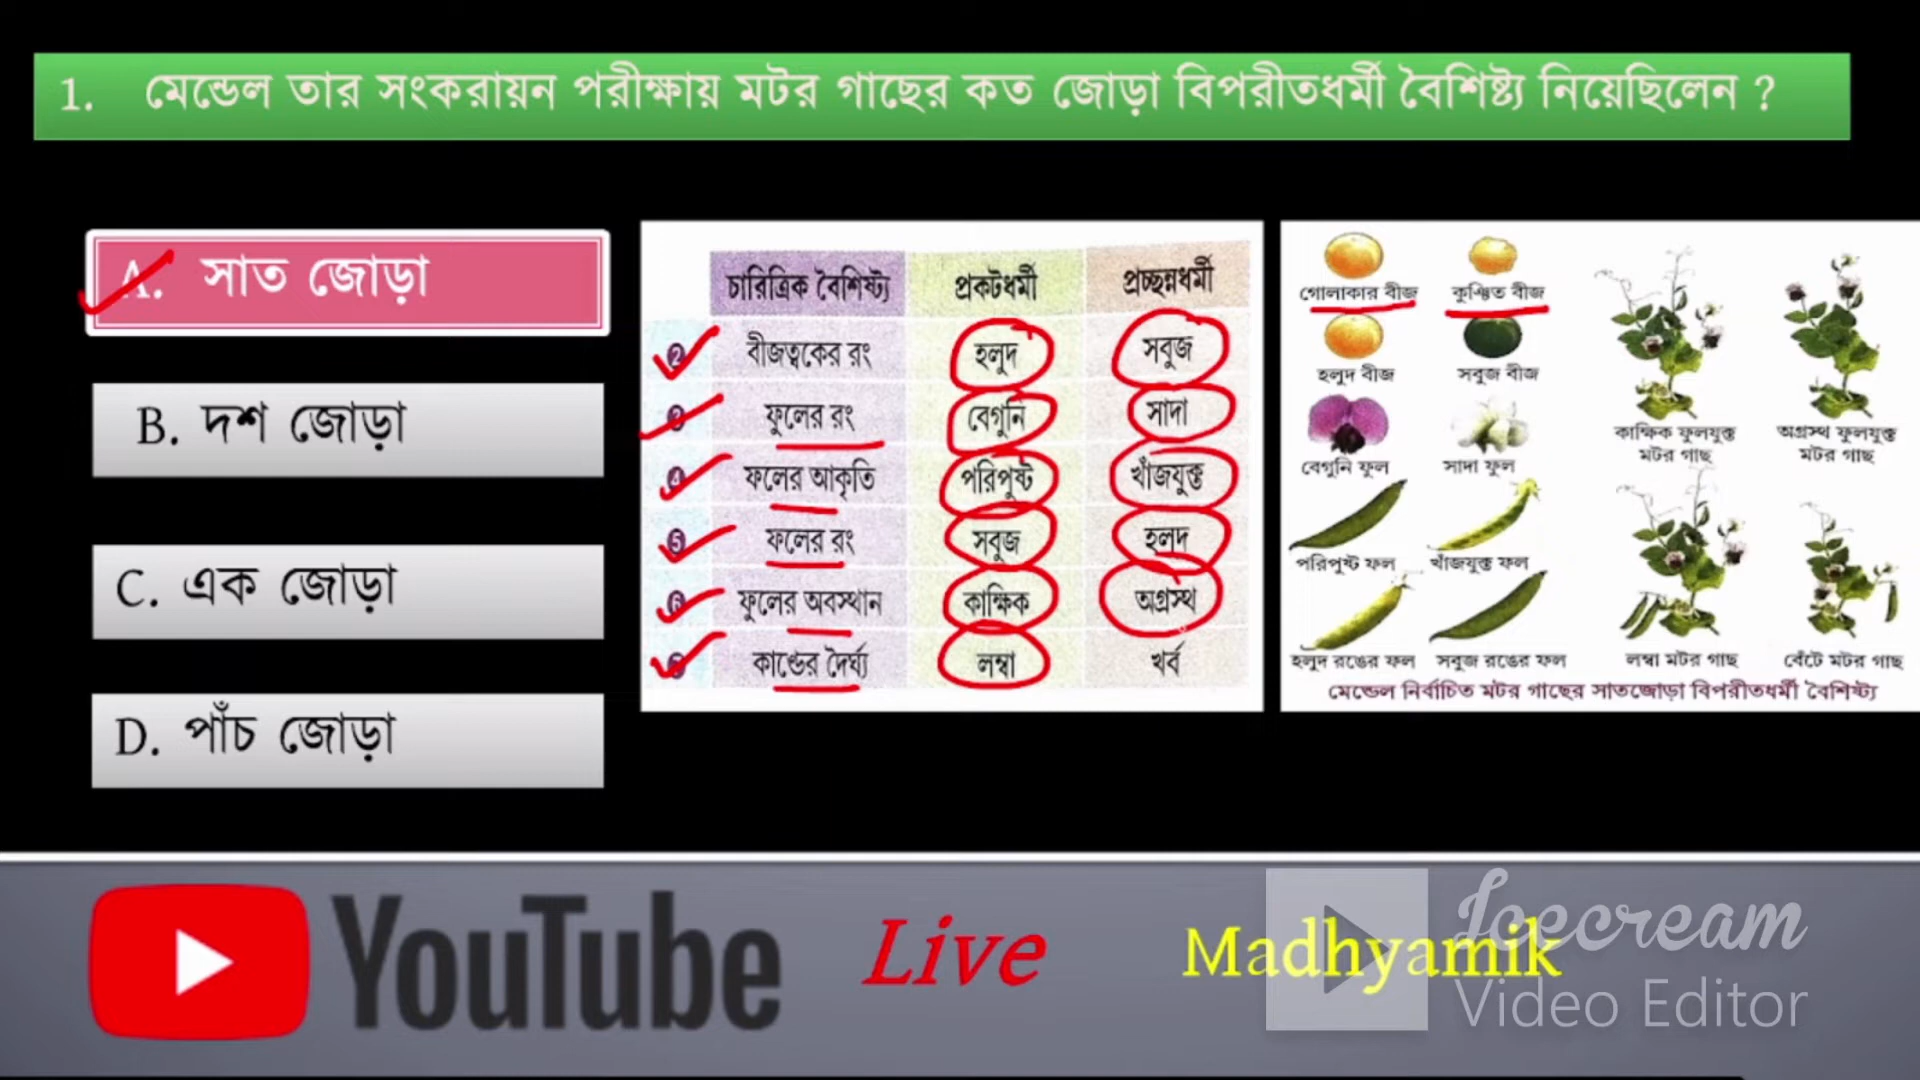 1. মেন্ডেল তার সংকরায়ন পরীক্ষায় মটর গাছের কত জোড়া বিপরীতধর্মী বৈশিষ্ট্য নিয়েছিলেন ?
A. সাত জোড়া
B. দশ জোড়া
C. এক জোড়া
D. পাঁচ জোড়া
চারিত্রিক বৈশিষ্ট্য প্রকটধর্মী প্রচ্ছন্নধর্মী
বীজত্বকের রং হলুদ সবুজ
ফুলের রং বেগুনি সাদা
ফলের আকৃতি পরিপুষ্ট খাঁজযুক্ত
5 ফলের রং সবুজ হলুদ
ফুলের অবস্থান কাক্ষিক অগ্রস্থ
কাণ্ডের দৈর্ঘ্য লম্বা খর্ব
গোলাকার বীজ কুঞ্চিত বীজ
হলুদ বীজ সবুজ বীজ
বেগুনি ফুল সাদা ফুল
কাক্ষিক ফুলযুক্ত মটর গাছ
অগ্রস্থ ফুলযুক্ত মটর গাছ
পরিপুষ্ট ফল খাঁজযুক্ত ফল
হলুদ রঙের ফল সবুজ রঙের ফল লম্বা মটর গাছ বেঁটে মটর গাছ
মেন্ডেল নির্বাচিত মটর গাছের সাতজোড়া বিপরীতধর্মী বৈশিষ্ট্য
YouTube Live Madhyamik
Icecream
Video Editor